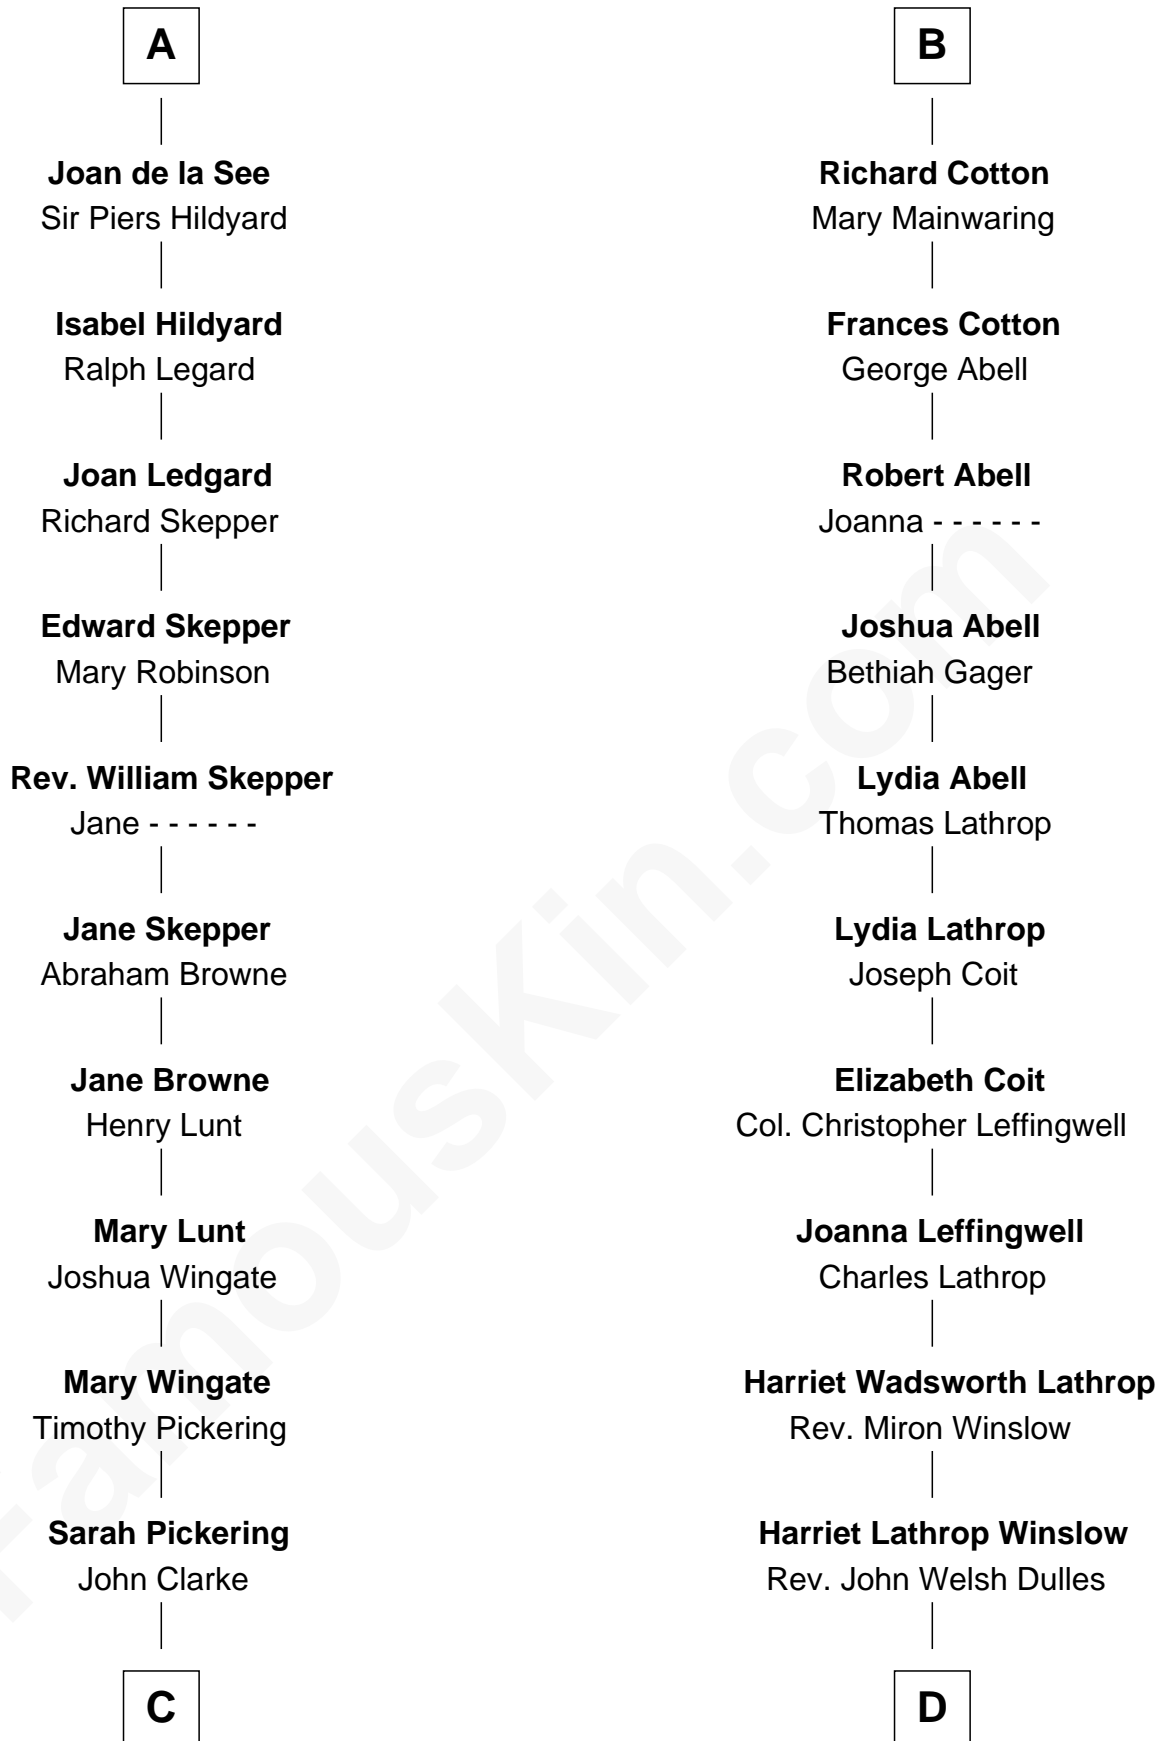 A
Joan de la See
Sir Piers Hildyard
Isabel Hildyard
Ralph Legard
Joan Ledgard
Richard Skepper
Edward Skepper
Mary Robinson
Rev. William Skepper
Jane - - - - - -
Jane Skepper
Abraham Browne
Jane Browne
Henry Lunt
Mary Lunt
Joshua Wingate
Mary Wingate
Timothy Pickering
Sarah Pickering
John Clarke
C
B
Richard Cotton
Mary Mainwaring
Frances Cotton
George Abell
Robert Abell
Joanna - - - - - -
Joshua Abell
Bethiah Gager
Lydia Abell
Thomas Lathrop
Lydia Lathrop
Joseph Coit
Elizabeth Coit
Col. Christopher Leffingwell
Joanna Leffingwell
Charles Lathrop
Harriet Wadsworth Lathrop
Rev. Miron Winslow
Harriet Lathrop Winslow
Rev. John Welsh Dulles
D
FamousKin.com